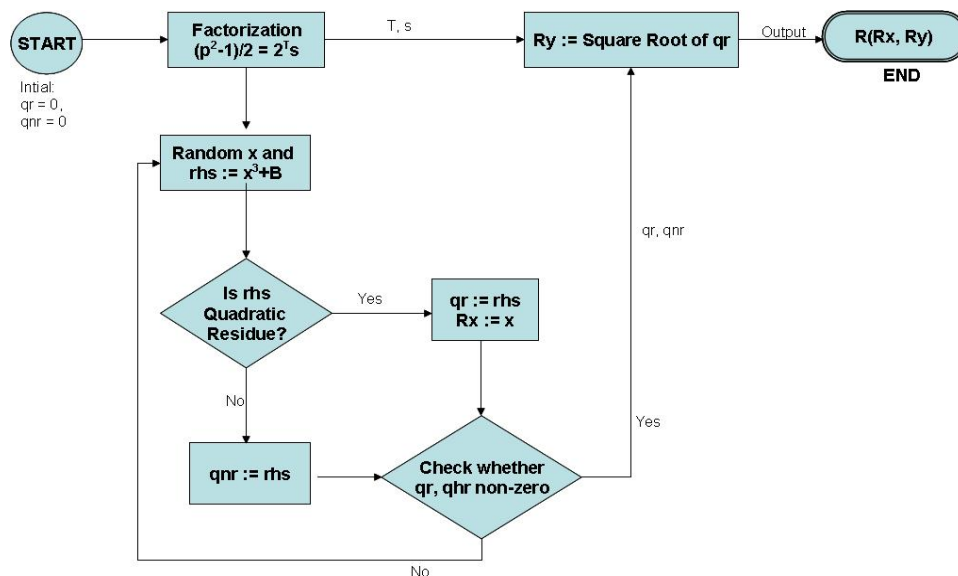 START
Intial:
qr = 0 ,
qnr = 0
Factorization
(p²-1)/2 = 2ᵀs
T, s
Ry := Square Root of qr
Output
R(Rx, Ry)
END
Random x and
rhs := x³+B
qr, qnr
Is rhs
Quadratic
Residue?
Yes
qr := rhs
Rx := x
No
Yes
qnr := rhs
Check whether
qr, qhr non-zero
No